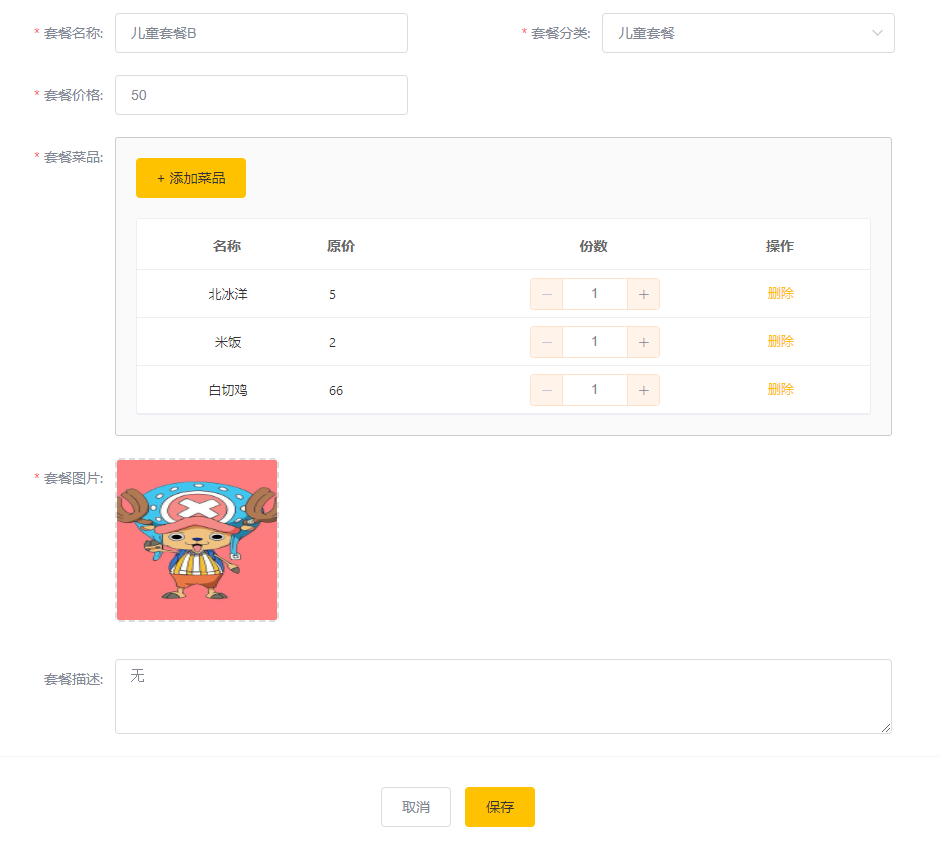 * 套餐名称: 儿童套餐B * 套餐分类: 儿童套餐
* 套餐价格: 50
* 套餐菜品:
+ 添加菜品
名称 原价 份数 操作
北冰洋 5 − 1 + 删除
米饭 2 − 1 + 删除
白切鸡 66 − 1 + 删除
* 套餐图片:
套餐描述: 无
取消 保存